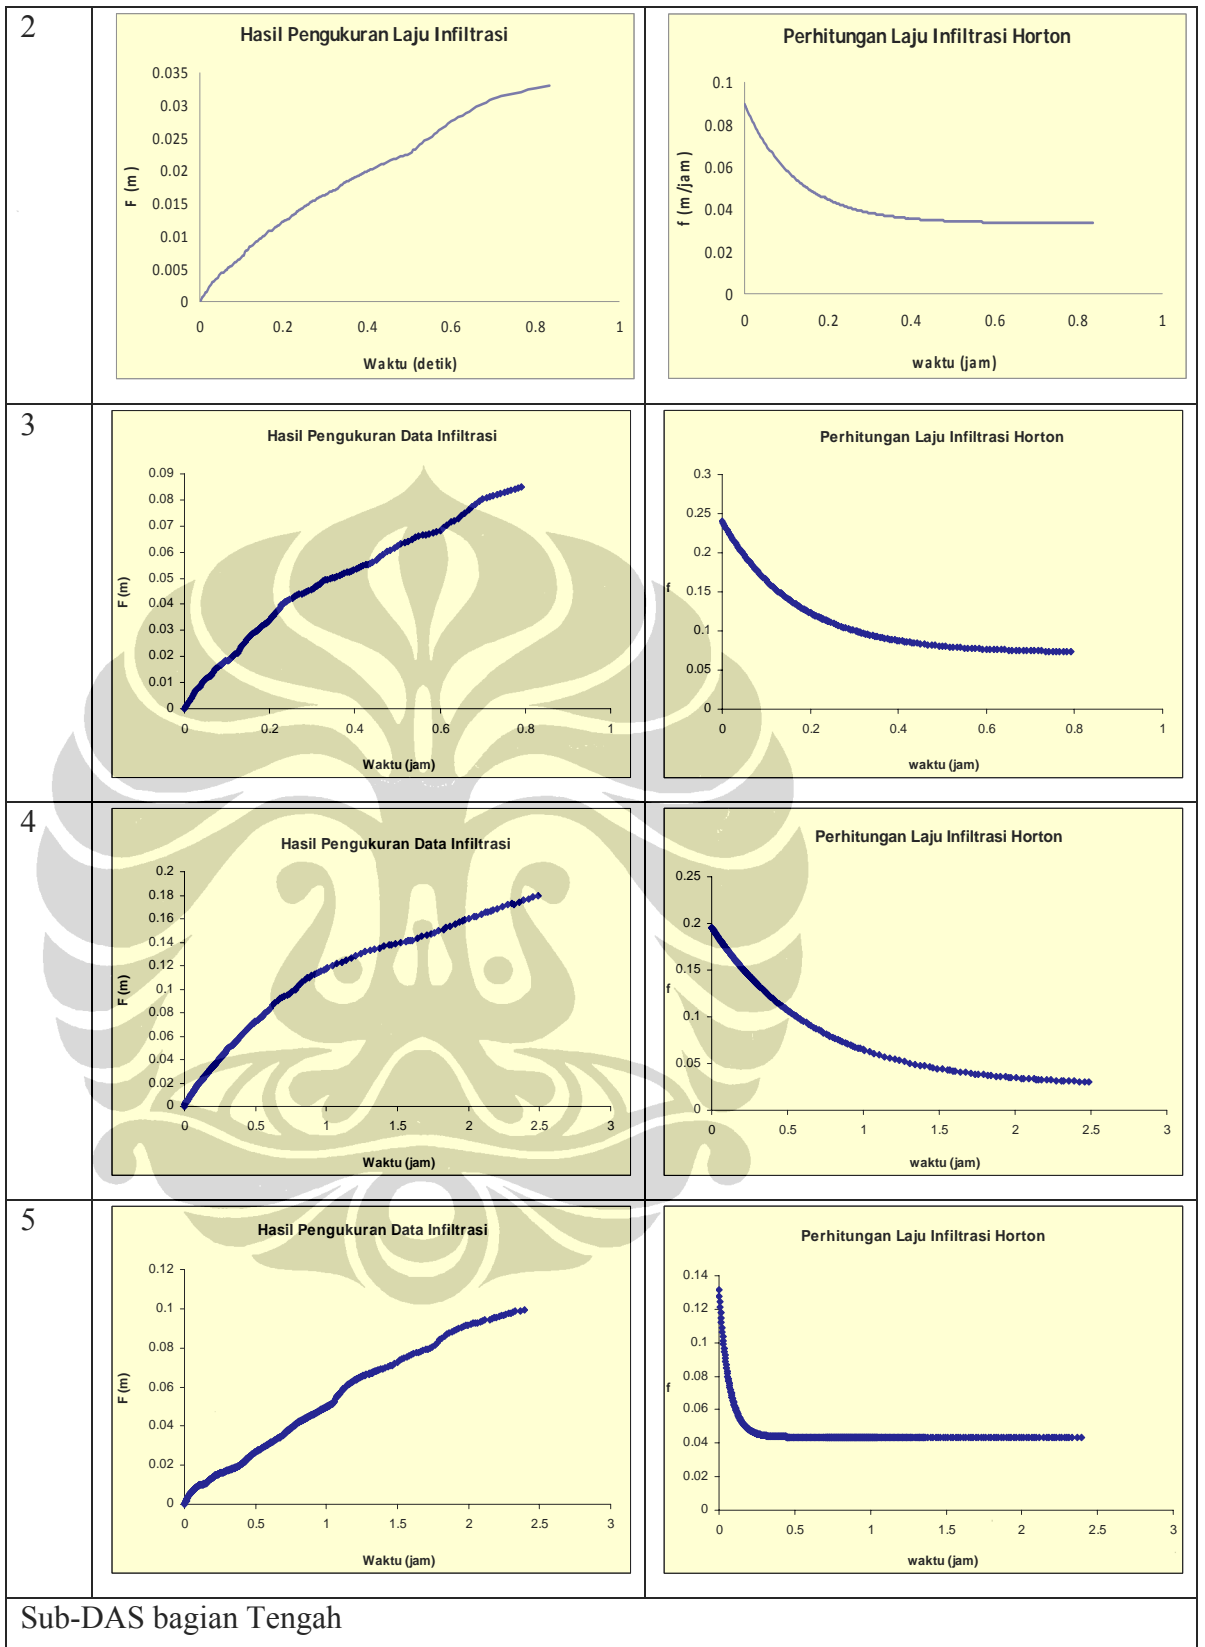 2
Hasil Pengukuran Laju Infiltrasi
0.035
0.03
0.025
0.02
0.015
0.01
0.005
0
F (m)
0 0.2 0.4 0.6 0.8 1
Waktu (detik)
Perhitungan Laju Infiltrasi Horton
0.1
0.08
0.06
0.04
0.02
0
f (m/jam)
0 0.2 0.4 0.6 0.8 1
waktu (jam)
3
Hasil Pengukuran Data Infiltrasi
0.09
0.08
0.07
0.06
0.05
0.04
0.03
0.02
0.01
0
F (m)
0 0.2 0.4 0.6 0.8 1
Waktu (jam)
Perhitungan Laju Infiltrasi Horton
0.3
0.25
0.2
0.15
0.1
0.05
0
f
0 0.2 0.4 0.6 0.8 1
waktu (jam)
4
Hasil Pengukuran Data Infiltrasi
0.2
0.18
0.16
0.14
0.12
0.1
0.08
0.06
0.04
0.02
0
F (m)
0 0.5 1 1.5 2 2.5 3
Waktu (jam)
Perhitungan Laju Infiltrasi Horton
0.25
0.2
0.15
0.1
0.05
0
f
0 0.5 1 1.5 2 2.5 3
waktu (jam)
5
Hasil Pengukuran Data Infiltrasi
0.12
0.1
0.08
0.06
0.04
0.02
0
F (m)
0 0.5 1 1.5 2 2.5 3
Waktu (jam)
Perhitungan Laju Infiltrasi Horton
0.14
0.12
0.1
0.08
0.06
0.04
0.02
0
f
0 0.5 1 1.5 2 2.5 3
waktu (jam)
Sub-DAS bagian Tengah